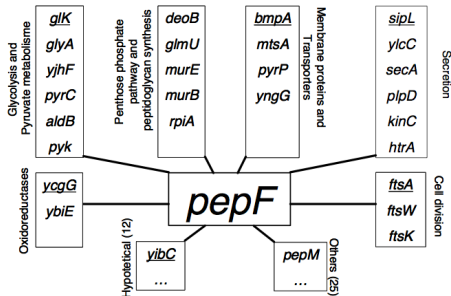 Glycolysis and
Pyruvate metabolisme
glK
glyA
yjhF
pyrC
aldB
pyk
Penthose phosphate
pathway and
peptidoglycan synthesis
deoB
glmU
murE
murB
rpiA
bmpA
mtsA
pyrP
yngG
Membrane proteins and
Transporters
sipL
ylcC
secA
plpD
kinC
htrA
Secretion
Oxidoreductases
ycgG
ybiE
pepF
ftsA
ftsW
ftsK
Cell division
Hypotetical (12)
yibC
...
pepM
...
Others (25)